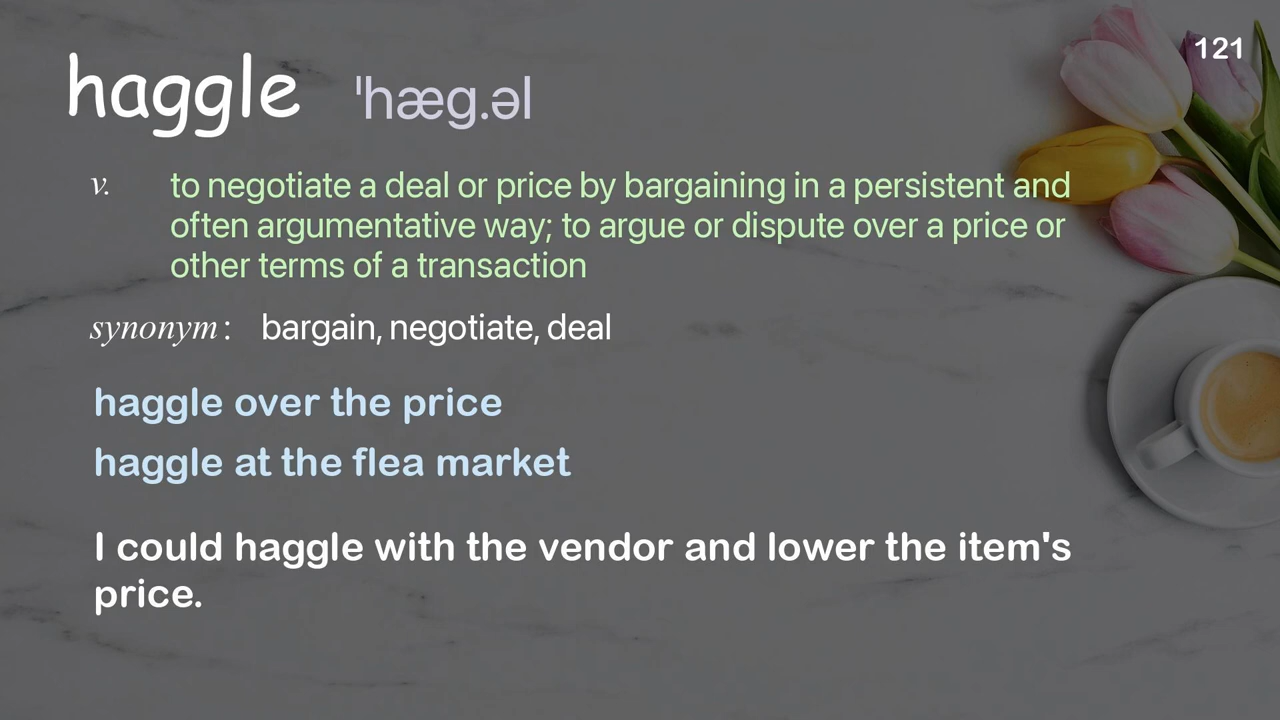 121
haggle ˈhæg.əl
v. to negotiate a deal or price by bargaining in a persistent and
often argumentative way; to argue or dispute over a price or
other terms of a transaction
synonym: bargain, negotiate, deal
haggle over the price
haggle at the flea market
I could haggle with the vendor and lower the item's
price.